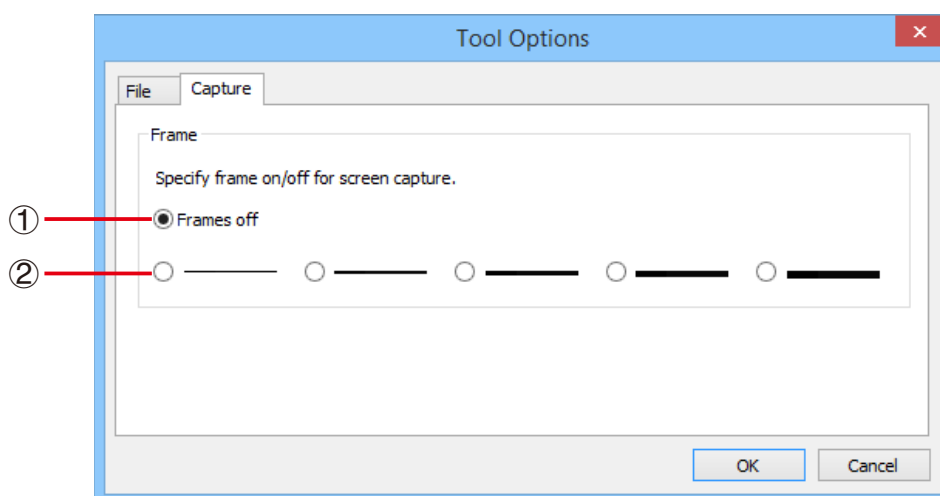 Tool Options
×
File Capture
Frame
Specify frame on/off for screen capture.
① Frames off
②
OK Cancel